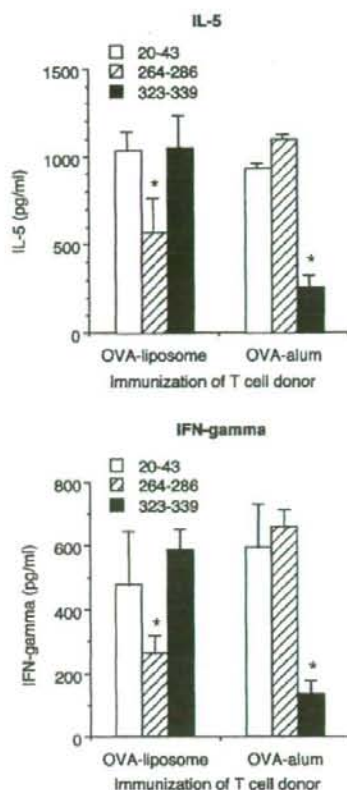 IL-5
20-43
264-286
323-339
IL-5 (pg/ml)
1500
1000
500
0
*
*
OVA-liposome OVA-alum
Immunization of T cell donor
IFN-gamma
20-43
264-286
323-339
IFN-gamma (pg/ml)
800
600
400
200
0
*
*
OVA-liposome OVA-alum
Immunization of T cell donor